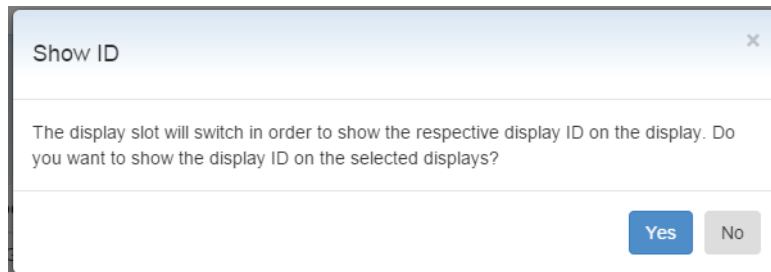 Show ID
×
The display slot will switch in order to show the respective display ID on the display. Do
you want to show the display ID on the selected displays?
Yes No